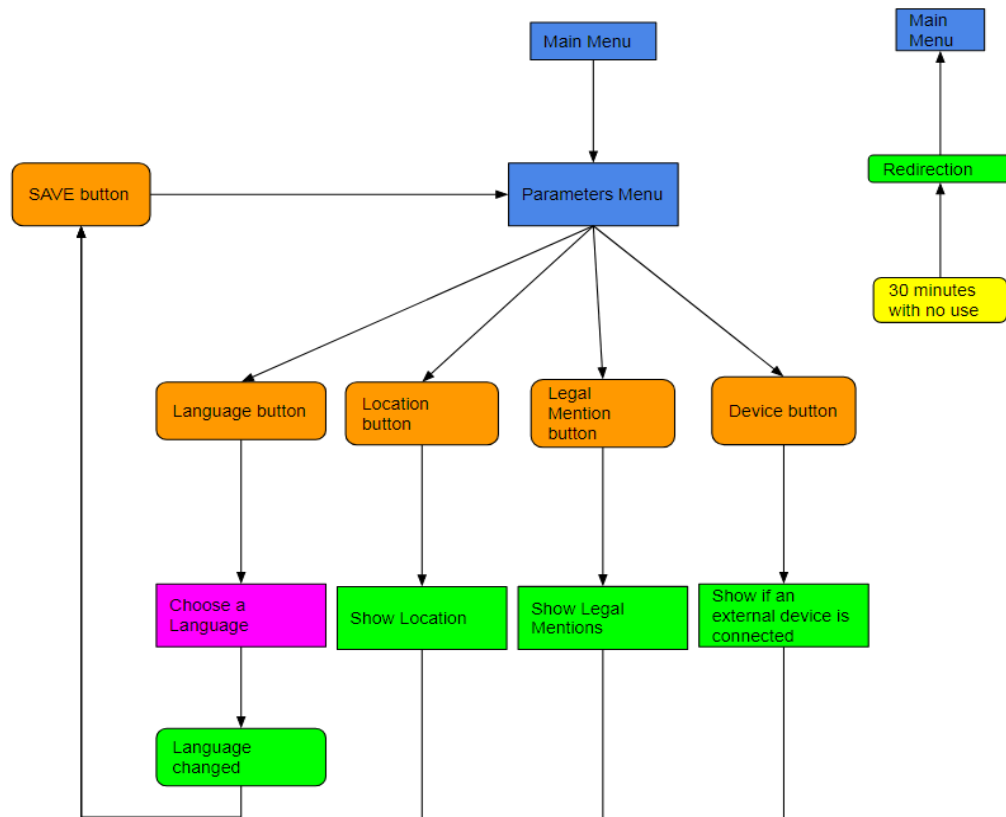 Main Menu
Main
Menu
SAVE button
Parameters Menu
Redirection
30 minutes
with no use
Language button
Location
button
Legal
Mention
button
Device button
Choose a
Language
Show Location
Show Legal
Mentions
Show if an
external device is
connected
Language
changed